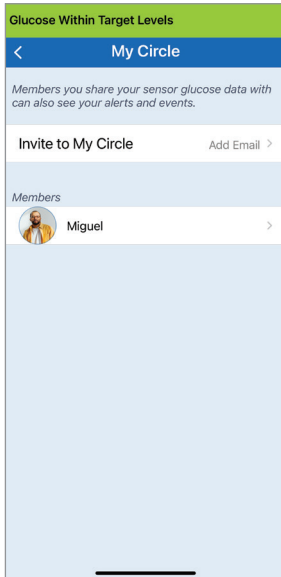 Glucose Within Target Levels
My Circle
Members you share your sensor glucose data with
can also see your alerts and events.
Invite to My Circle Add Email
Members
Miguel